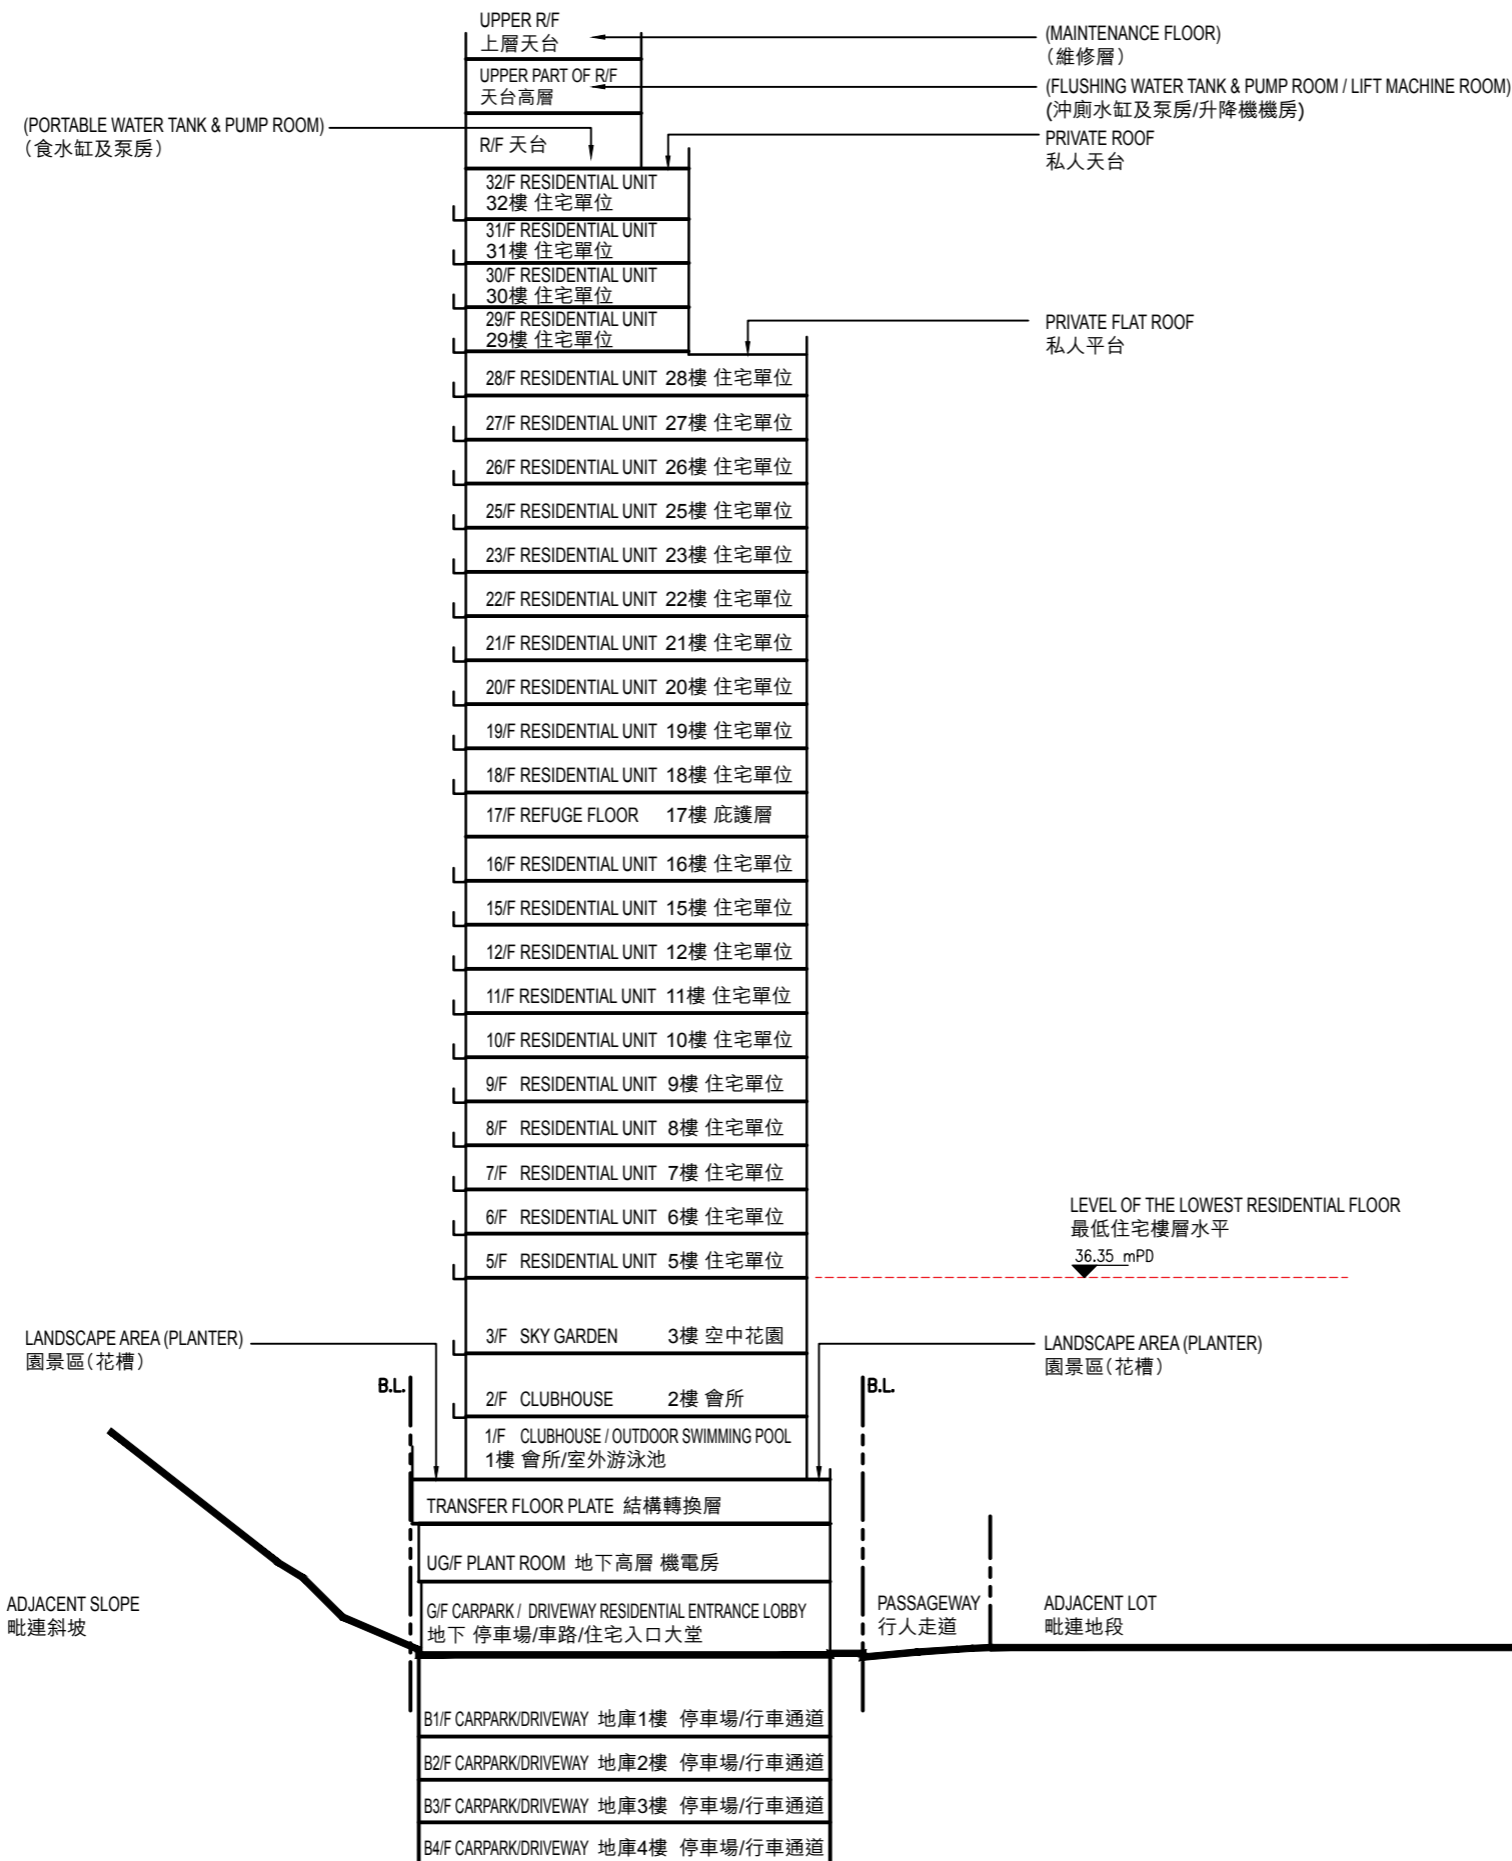 UPPER R/F
上層天台
(MAINTENANCE FLOOR)
(維修層)
UPPER PART OF R/F
天台高層
(FLUSHING WATER TANK & PUMP ROOM / LIFT MACHINE ROOM)
(沖廁水缸及泵房/升降機機房)
(PORTABLE WATER TANK & PUMP ROOM)
(食水缸及泵房)
R/F 天台
PRIVATE ROOF
私人天台
32/F RESIDENTIAL UNIT
32樓 住宅單位
31/F RESIDENTIAL UNIT
31樓 住宅單位
30/F RESIDENTIAL UNIT
30樓 住宅單位
29/F RESIDENTIAL UNIT
29樓 住宅單位
PRIVATE FLAT ROOF
私人平台
28/F RESIDENTIAL UNIT 28樓 住宅單位
27/F RESIDENTIAL UNIT 27樓 住宅單位
26/F RESIDENTIAL UNIT 26樓 住宅單位
25/F RESIDENTIAL UNIT 25樓 住宅單位
23/F RESIDENTIAL UNIT 23樓 住宅單位
22/F RESIDENTIAL UNIT 22樓 住宅單位
21/F RESIDENTIAL UNIT 21樓 住宅單位
20/F RESIDENTIAL UNIT 20樓 住宅單位
19/F RESIDENTIAL UNIT 19樓 住宅單位
18/F RESIDENTIAL UNIT 18樓 住宅單位
17/F REFUGE FLOOR 17樓 庇護層
16/F RESIDENTIAL UNIT 16樓 住宅單位
15/F RESIDENTIAL UNIT 15樓 住宅單位
12/F RESIDENTIAL UNIT 12樓 住宅單位
11/F RESIDENTIAL UNIT 11樓 住宅單位
10/F RESIDENTIAL UNIT 10樓 住宅單位
9/F RESIDENTIAL UNIT 9樓 住宅單位
8/F RESIDENTIAL UNIT 8樓 住宅單位
7/F RESIDENTIAL UNIT 7樓 住宅單位
6/F RESIDENTIAL UNIT 6樓 住宅單位
5/F RESIDENTIAL UNIT 5樓 住宅單位
LEVEL OF THE LOWEST RESIDENTIAL FLOOR
最低住宅樓層水平
36.35 mPD
3/F SKY GARDEN 3樓 空中花園
LANDSCAPE AREA (PLANTER)
園景區(花槽)
LANDSCAPE AREA (PLANTER)
園景區(花槽)
B.L.
B.L.
2/F CLUBHOUSE 2樓 會所
1/F CLUBHOUSE / OUTDOOR SWIMMING POOL
1樓 會所/室外游泳池
TRANSFER FLOOR PLATE 結構轉換層
UG/F PLANT ROOM 地下高層 機電房
G/F CARPARK / DRIVEWAY RESIDENTIAL ENTRANCE LOBBY
地下 停車場/車路/住宅入口大堂
ADJACENT SLOPE
毗連斜坡
PASSAGEWAY
行人走道
ADJACENT LOT
毗連地段
B1/F CARPARK/DRIVEWAY 地庫1樓 停車場/行車通道
B2/F CARPARK/DRIVEWAY 地庫2樓 停車場/行車通道
B3/F CARPARK/DRIVEWAY 地庫3樓 停車場/行車通道
B4/F CARPARK/DRIVEWAY 地庫4樓 停車場/行車通道